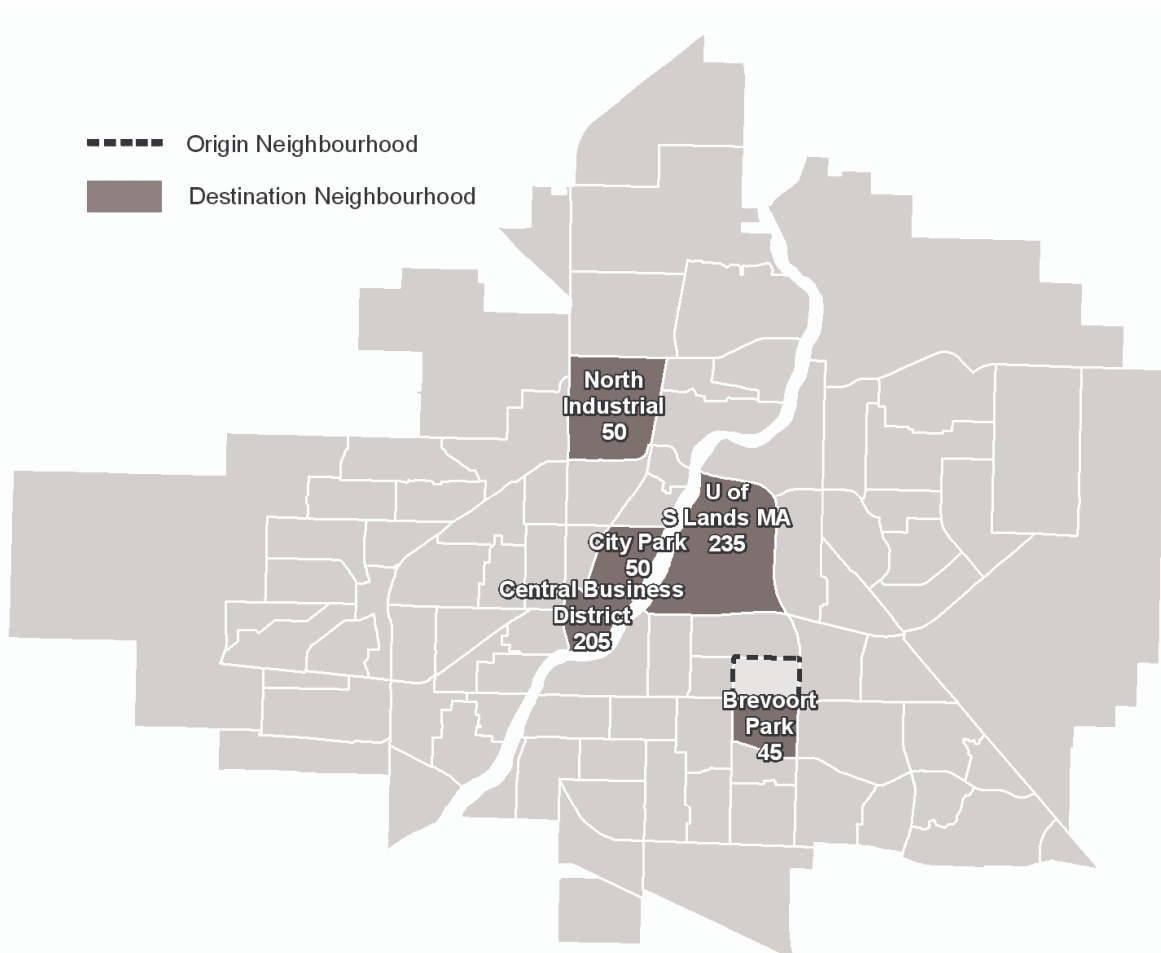 Origin Neighbourhood
Destination Neighbourhood
North
Industrial
50
U of
S Lands MA
235
City Park
50
Central Business
District
205
Brevoort
Park
45